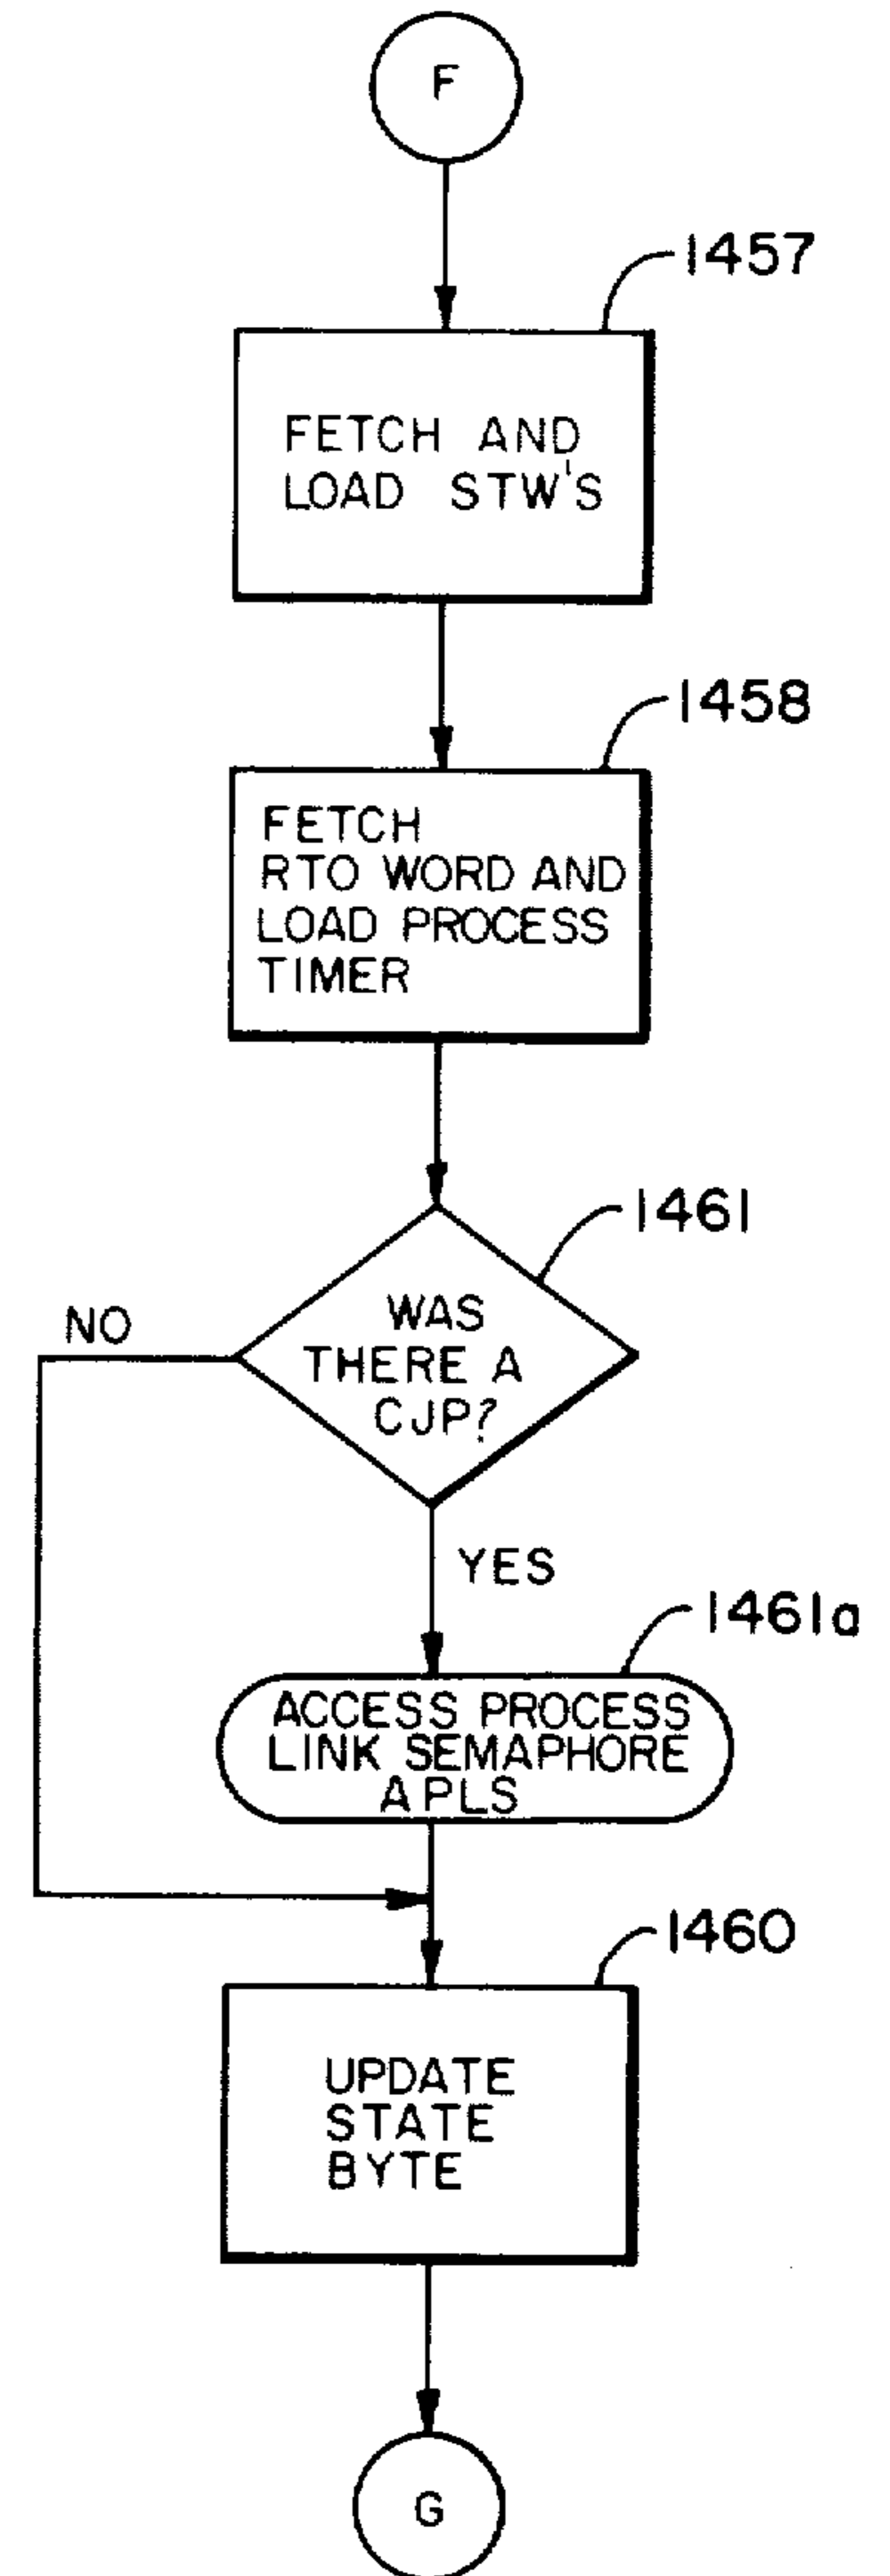 F
1457
FETCH AND
LOAD STW'S
1458
FETCH
RTO WORD AND
LOAD PROCESS
TIMER
1461
WAS
THERE A
CJP?
NO
YES
1461a
ACCESS PROCESS
LINK SEMAPHORE
APLS
1460
UPDATE
STATE
BYTE
G